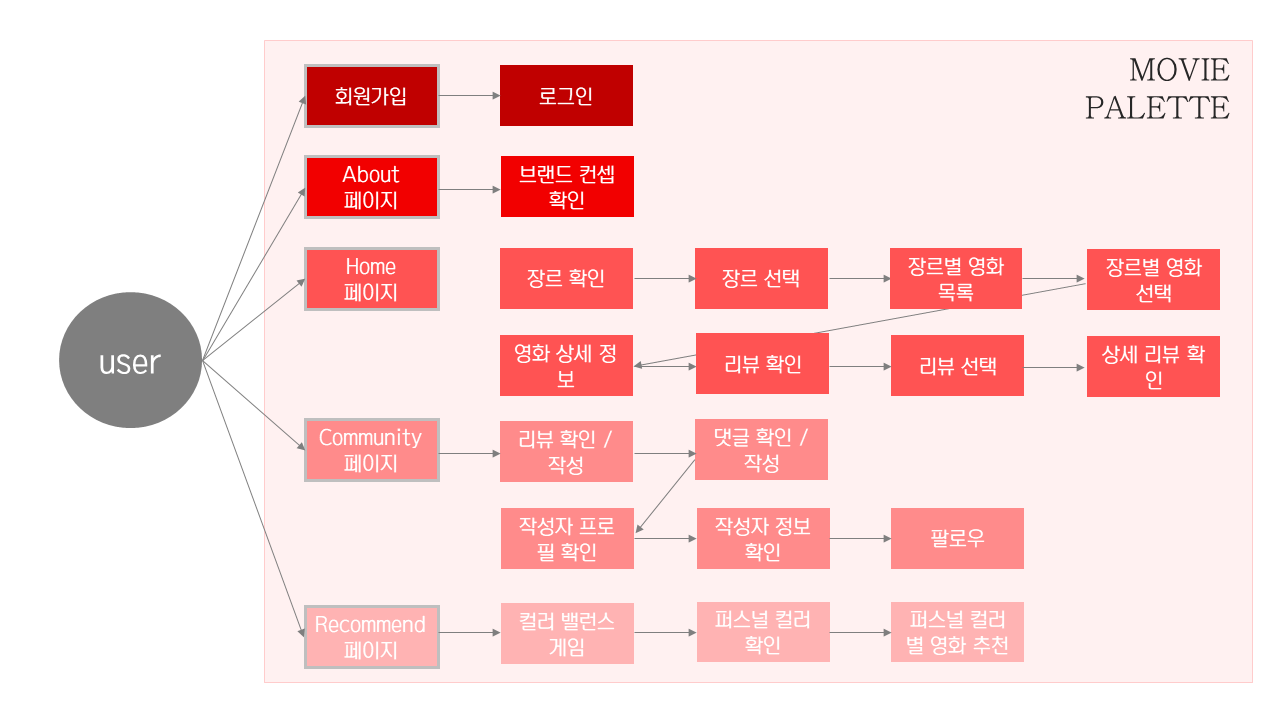 MOVIE
PALETTE
user
회원가입
로그인
About
페이지
브랜드 컨셉
확인
Home
페이지
장르 확인
장르 선택
장르별 영화
목록
장르별 영화
선택
영화 상세 정
보
리뷰 확인
리뷰 선택
상세 리뷰 확
인
Community
페이지
리뷰 확인 /
작성
댓글 확인 /
작성
작성자 프로
필 확인
작성자 정보
확인
팔로우
Recommend
페이지
컬러 밸런스
게임
퍼스널 컬러
확인
퍼스널 컬러
별 영화 추천